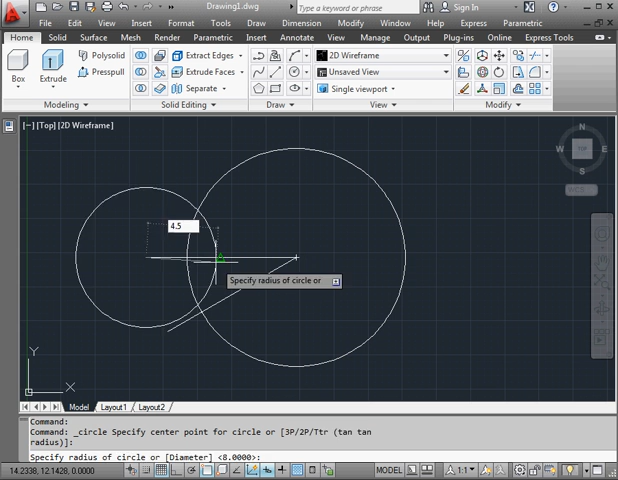 Drawing1.dwg
Type a keyword or phrase
Sign In
File Edit View Insert Format Tools Draw Dimension Modify Window Help Express Parametric
Home Solid Surface Mesh Render Insert Annotate View Manage Output Plug-ins Online Express Tools
Box
Extrude
Polysolid
Presspull
Extract Edges
Extrude Faces
Separate
2D Wireframe
Unsaved View
Single viewport
Modeling
Solid Editing
Draw
View
Modify
[−] [Top] [2D Wireframe]
N
W TOP E
S
WCS
4.5
Specify radius of circle or
Y
X
Model Layout1 Layout2
Command:
Command: _circle Specify center point for circle or [3P/2P/Ttr (tan tan
radius)]:
Specify radius of circle or [Diameter] <8.0000>:
14.2338, 12.1428, 0.0000
MODEL
1:1